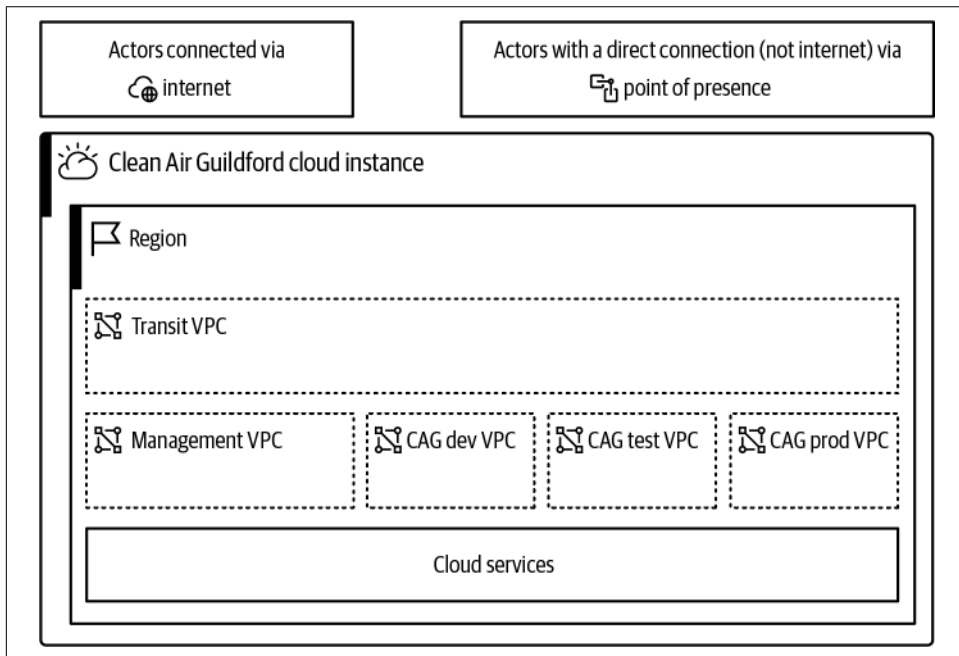 Actors connected via
internet
Actors with a direct connection (not internet) via
point of presence
Clean Air Guildford cloud instance
Region
Transit VPC
Management VPC
CAG dev VPC
CAG test VPC
CAG prod VPC
Cloud services